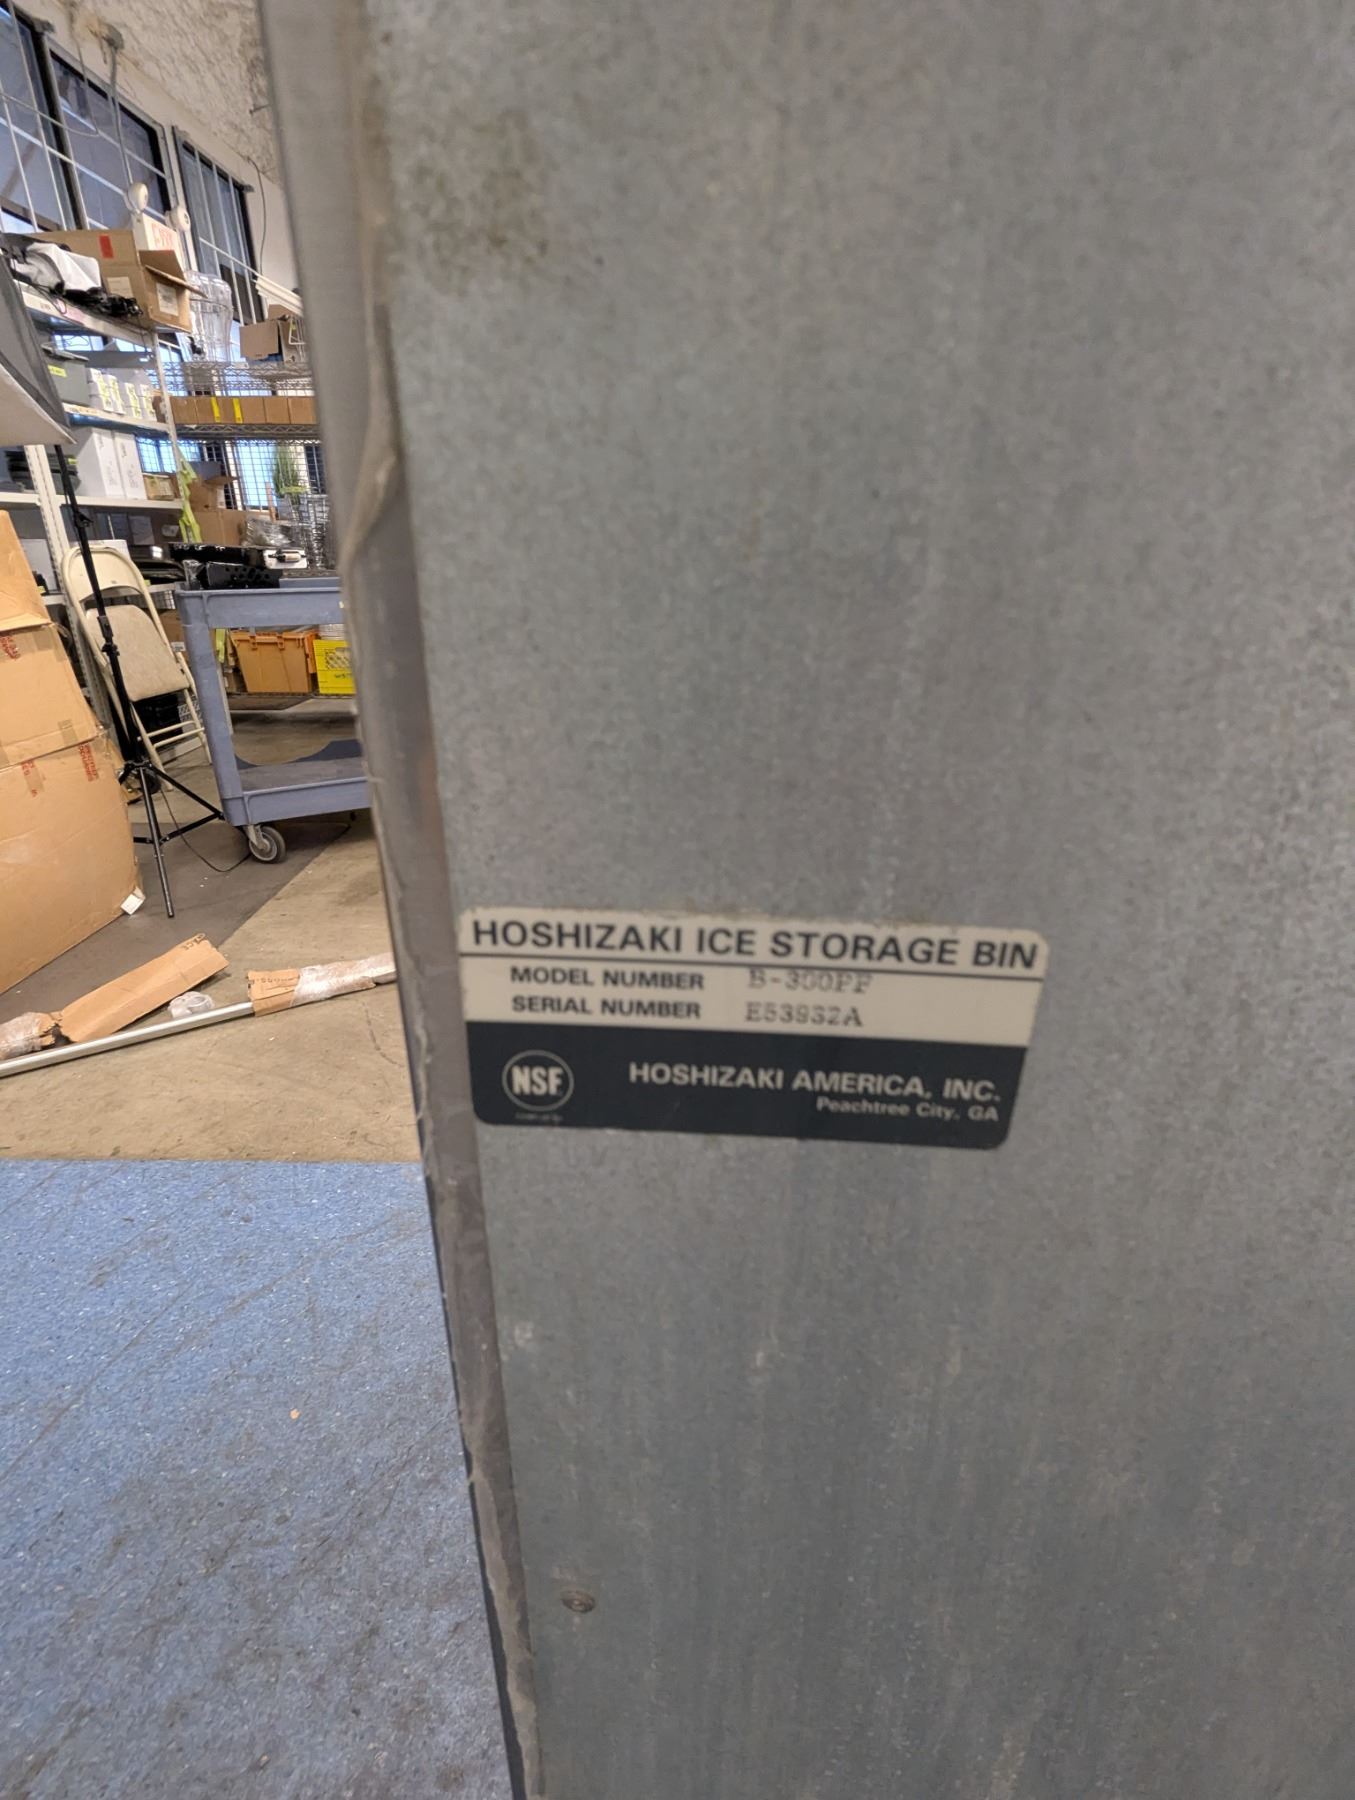 HOSHIZAKI ICE STORAGE BIN
MODEL NUMBER B-300PF
SERIAL NUMBER E53932A
NSF
HOSHIZAKI AMERICA, INC.
Peachtree City, GA